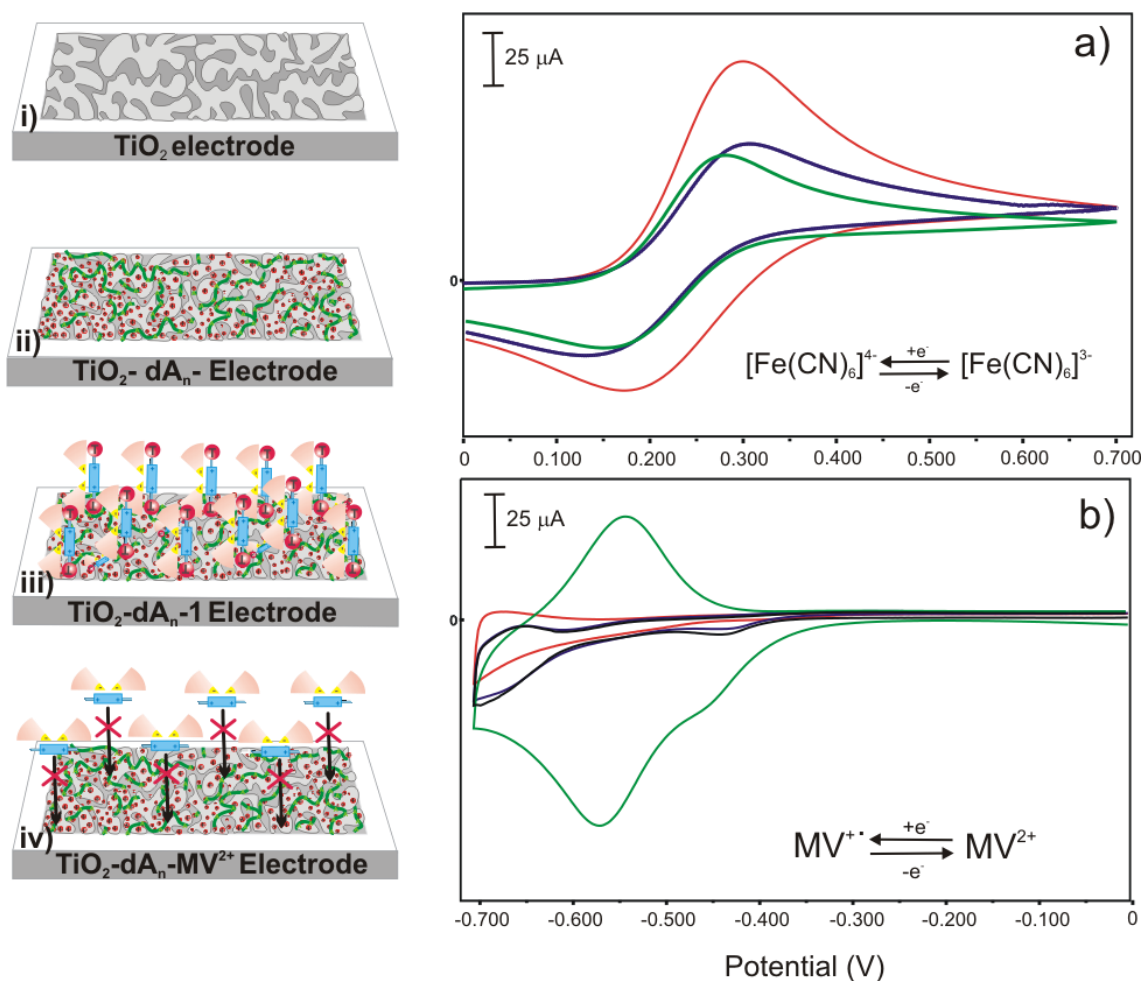 i)
TiO₂ electrode
ii)
TiO₂- dAₙ- Electrode
iii)
TiO₂-dAₙ-1 Electrode
iv)
TiO₂-dAₙ-MV²⁺ Electrode
a)
25 μA
0
[Fe(CN)₆]⁴⁻ +e⁻ -e⁻ [Fe(CN)₆]³⁻
0 0.100 0.200 0.300 0.400 0.500 0.600 0.700
b)
25 μA
0
MV⁺· +e⁻ -e⁻ MV²⁺
-0.700 -0.600 -0.500 -0.400 -0.300 -0.200 -0.100 0
Potential (V)